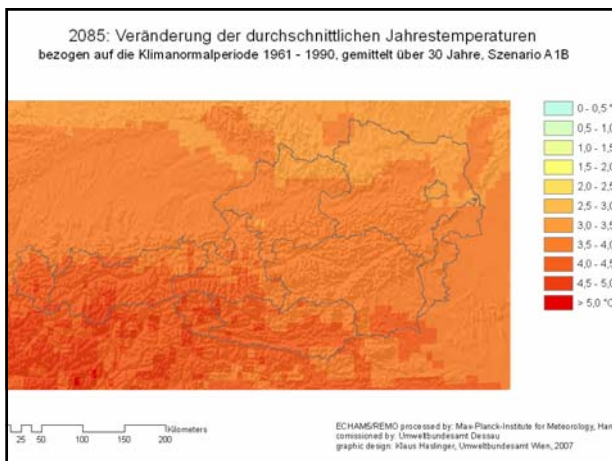 2085: Veränderung der durchschnittlichen Jahrestemperaturen
bezogen auf die Klimanormalperiode 1961 - 1990, gemittelt über 30 Jahre, Szenario A1B
0 - 0,5 °
0,5 - 1,0
1,0 - 1,5
1,5 - 2,0
2,0 - 2,5
2,5 - 3,0
3,0 - 3,5
3,5 - 4,0
4,0 - 4,5
4,5 - 5,0
> 5,0 °C
Kilometers
25 50 100 150 200
ECHAM5/REMO processed by: Max-Planck-Institute for Meteorology, Ham
comissioned by: Umweltbundesamt Dessau
graphic design: Klaus Haslinger, Umweltbundesamt Wien, 2007